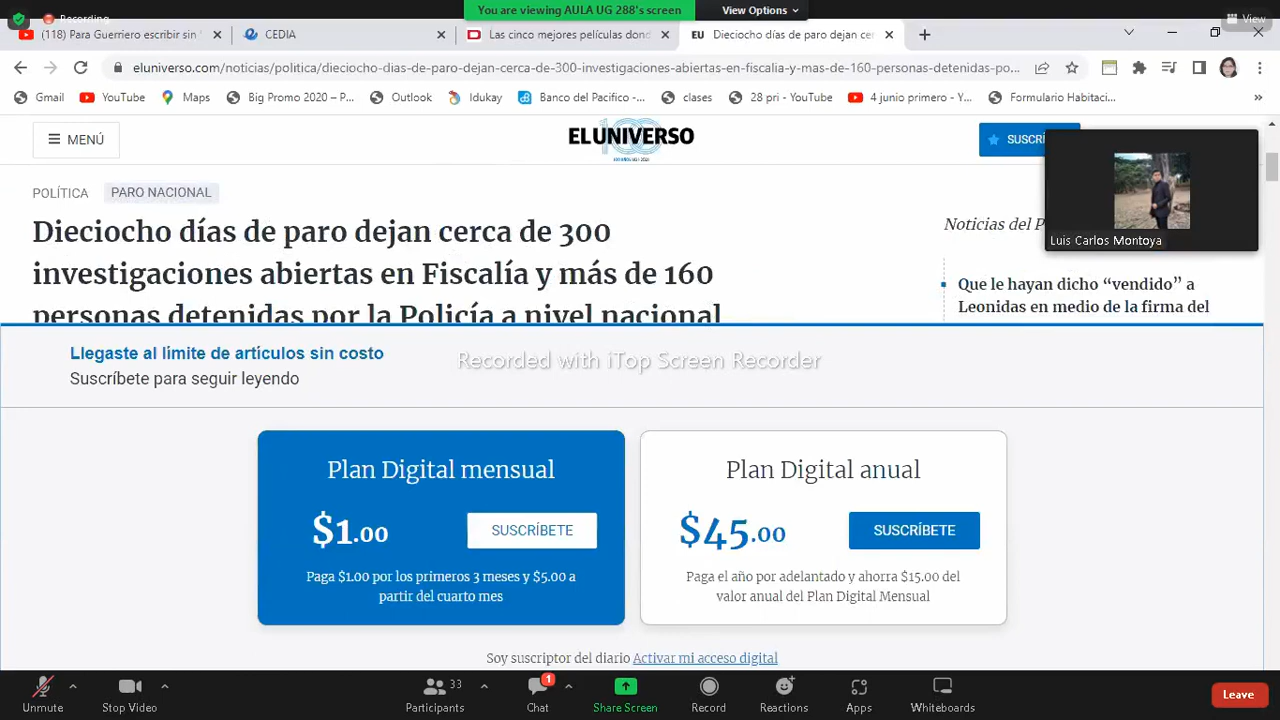 You are viewing AULA UG 288's screen
View Options
Recording
View
(118) Para Guerriero escribir sin
CEDIA
Las cinco mejores películas dond
EU Dieciocho días de paro dejan cer
eluniverso.com/noticias/politica/dieciocho-dias-de-paro-dejan-cerca-de-300-investigaciones-abiertas-en-fiscalia-y-mas-de-160-personas-detenidas-po...
Gmail
YouTube
Maps
Big Promo 2020 – P...
Outlook
Idukay
Banco del Pacifico -...
clases
28 pri - YouTube
4 junio primero - Y...
Formulario Habitaci...
MENÚ
EL UNIVERSO
SUSCRÍ
POLÍTICA
PARO NACIONAL
Dieciocho días de paro dejan cerca de 300
investigaciones abiertas en Fiscalía y más de 160
personas detenidas por la Policía a nivel nacional
Noticias del P
Luis Carlos Montoya
Que le hayan dicho “vendido” a
Leonidas en medio de la firma del
Llegaste al límite de artículos sin costo
Suscríbete para seguir leyendo
Recorded with iTop Screen Recorder
Plan Digital mensual
$1.00
SUSCRÍBETE
Paga $1.00 por los primeros 3 meses y $5.00 a
partir del cuarto mes
Plan Digital anual
$45.00
SUSCRÍBETE
Paga el año por adelantado y ahorra $15.00 del
valor anual del Plan Digital Mensual
Soy suscriptor del diario Activar mi acceso digital
Unmute
Stop Video
33
Participants
1
Chat
Share Screen
Record
Reactions
Apps
Whiteboards
Leave